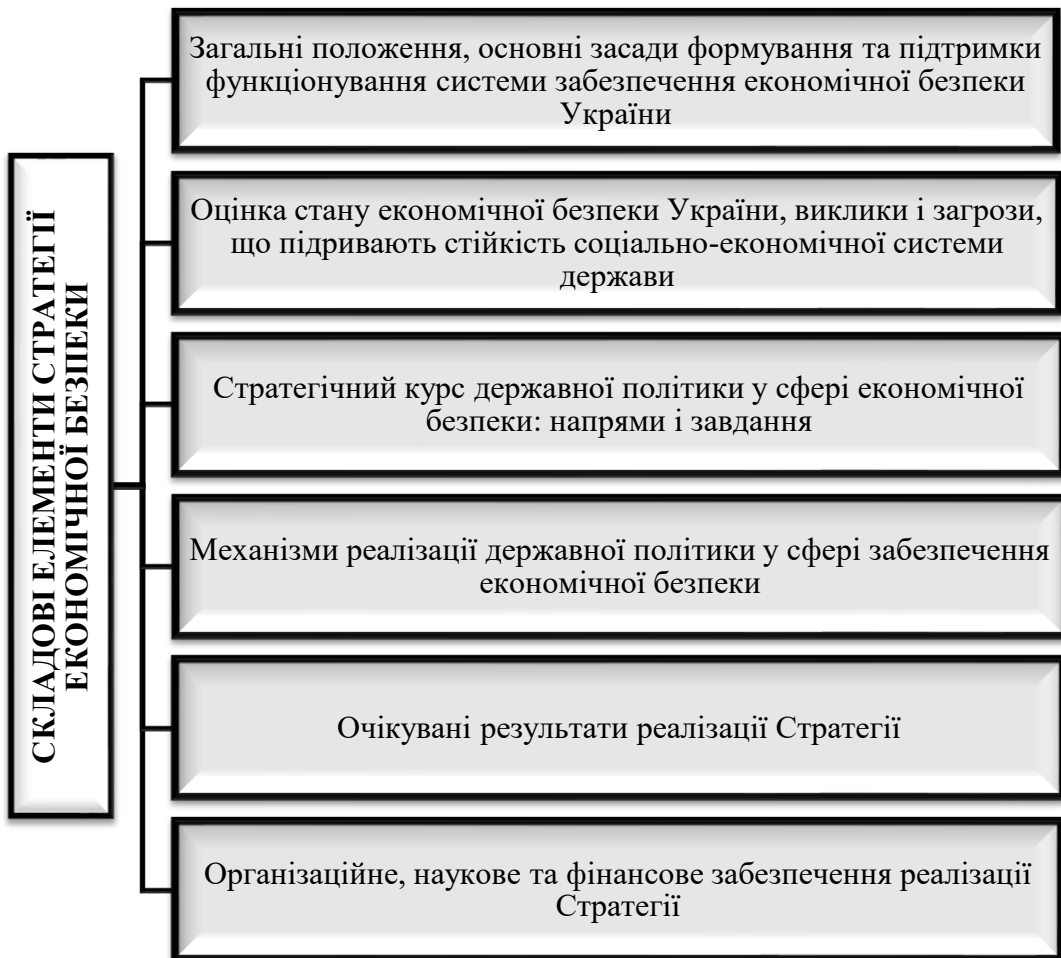 СКЛАДОВІ ЕЛЕМЕНТИ СТРАТЕГІЇ
ЕКОНОМІЧНОЇ БЕЗПЕКИ
Загальні положення, основні засади формування та підтримки
функціонування системи забезпечення економічної безпеки
України
Оцінка стану економічної безпеки України, виклики і загрози,
що підривають стійкість соціально-економічної системи
держави
Стратегічний курс державної політики у сфері економічної
безпеки: напрями і завдання
Механізми реалізації державної політики у сфері забезпечення
економічної безпеки
Очікувані результати реалізації Стратегії
Організаційне, наукове та фінансове забезпечення реалізації
Стратегії